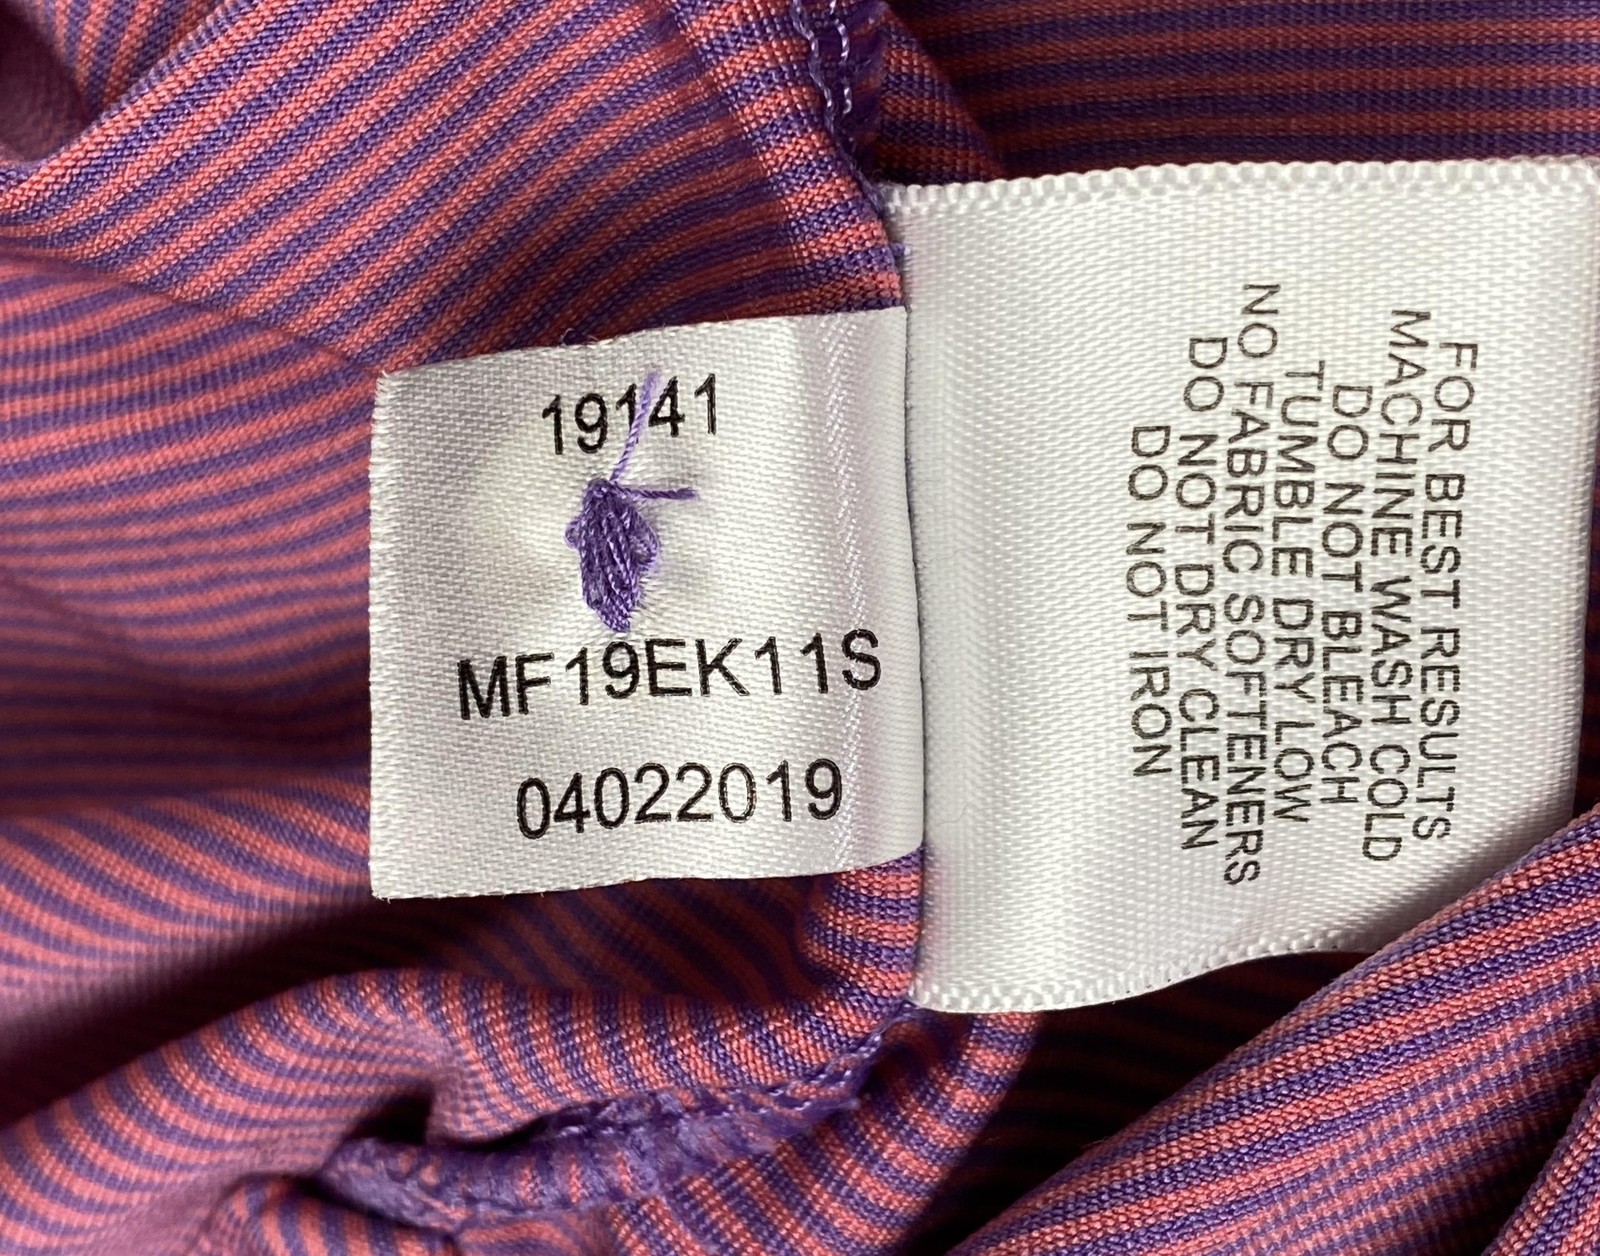 19141
MF19EK11S
04022019
FOR BEST RESULTS
MACHINE WASH COLD
DO NOT BLEACH
TUMBLE DRY LOW
NO FABRIC SOFTENERS
DO NOT DRY CLEAN
DO NOT IRON